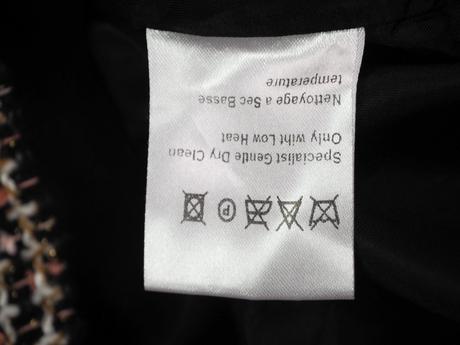 Specialist Gentle Dry Clean
Only wiht Low Heat
Nettoyage a Sec Basse
temperature
P